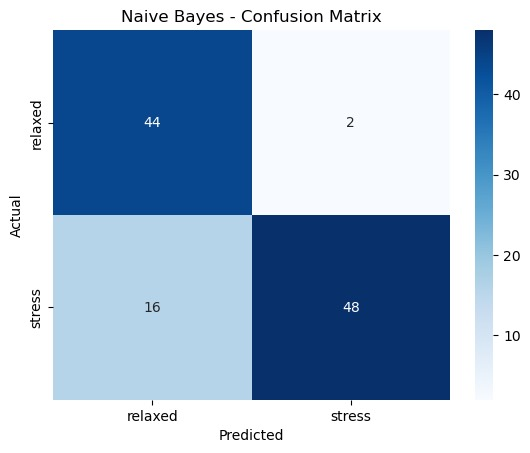 Naive Bayes - Confusion Matrix
relaxed
44
2
40
30
Actual
20
stress
16
48
10
relaxed
stress
Predicted